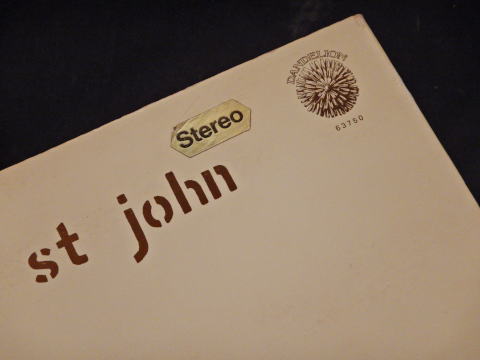 DANDELION
63750
Stereo
st john